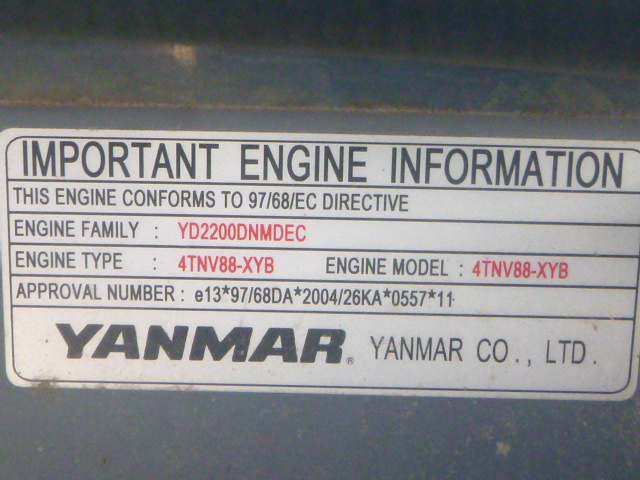 IMPORTANT ENGINE INFORMATION
THIS ENGINE CONFORMS TO 97/68/EC DIRECTIVE
ENGINE FAMILY : YD2200DNMDEC
ENGINE TYPE : 4TNV88-XYB ENGINE MODEL : 4TNV88-XYB
APPROVAL NUMBER : e13*97/68DA*2004/26KA*0557*11
YANMAR® YANMAR CO., LTD.